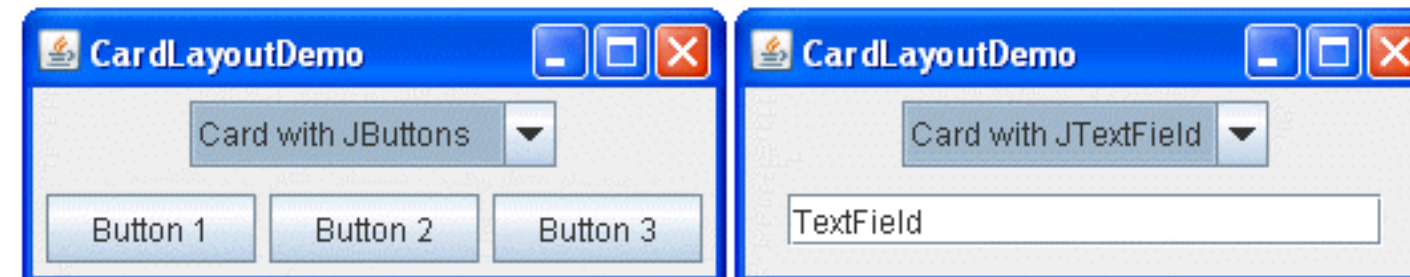 CardLayoutDemo
Card with JButtons
Button 1 Button 2 Button 3
CardLayoutDemo
Card with JTextField
TextField